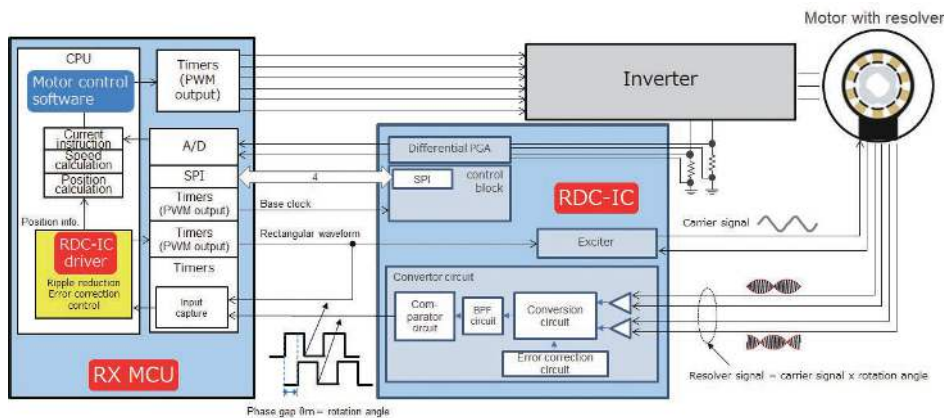 Motor with resolver
CPU
Motor control
software
Timers
(PWM
output)
Inverter
Current
instruction
Speed
calculation
Position
calculation
A/D
SPI
Timers
(PWM output)
Timers
(PWM output)
Timers
Input
capture
Position info.
RDC-IC
driver
Ripple reduction
Error correction
control
RX MCU
4
Base clock
Rectangular waveform
Differential PGA
SPI
control
block
RDC-IC
Exciter
Carrier signal
Convertor circuit
Com-
parator
circuit
BPF
circuit
Conversion
circuit
Error correction
circuit
Phase gap θm = rotation angle
Resolver signal = carrier signal x rotation angle